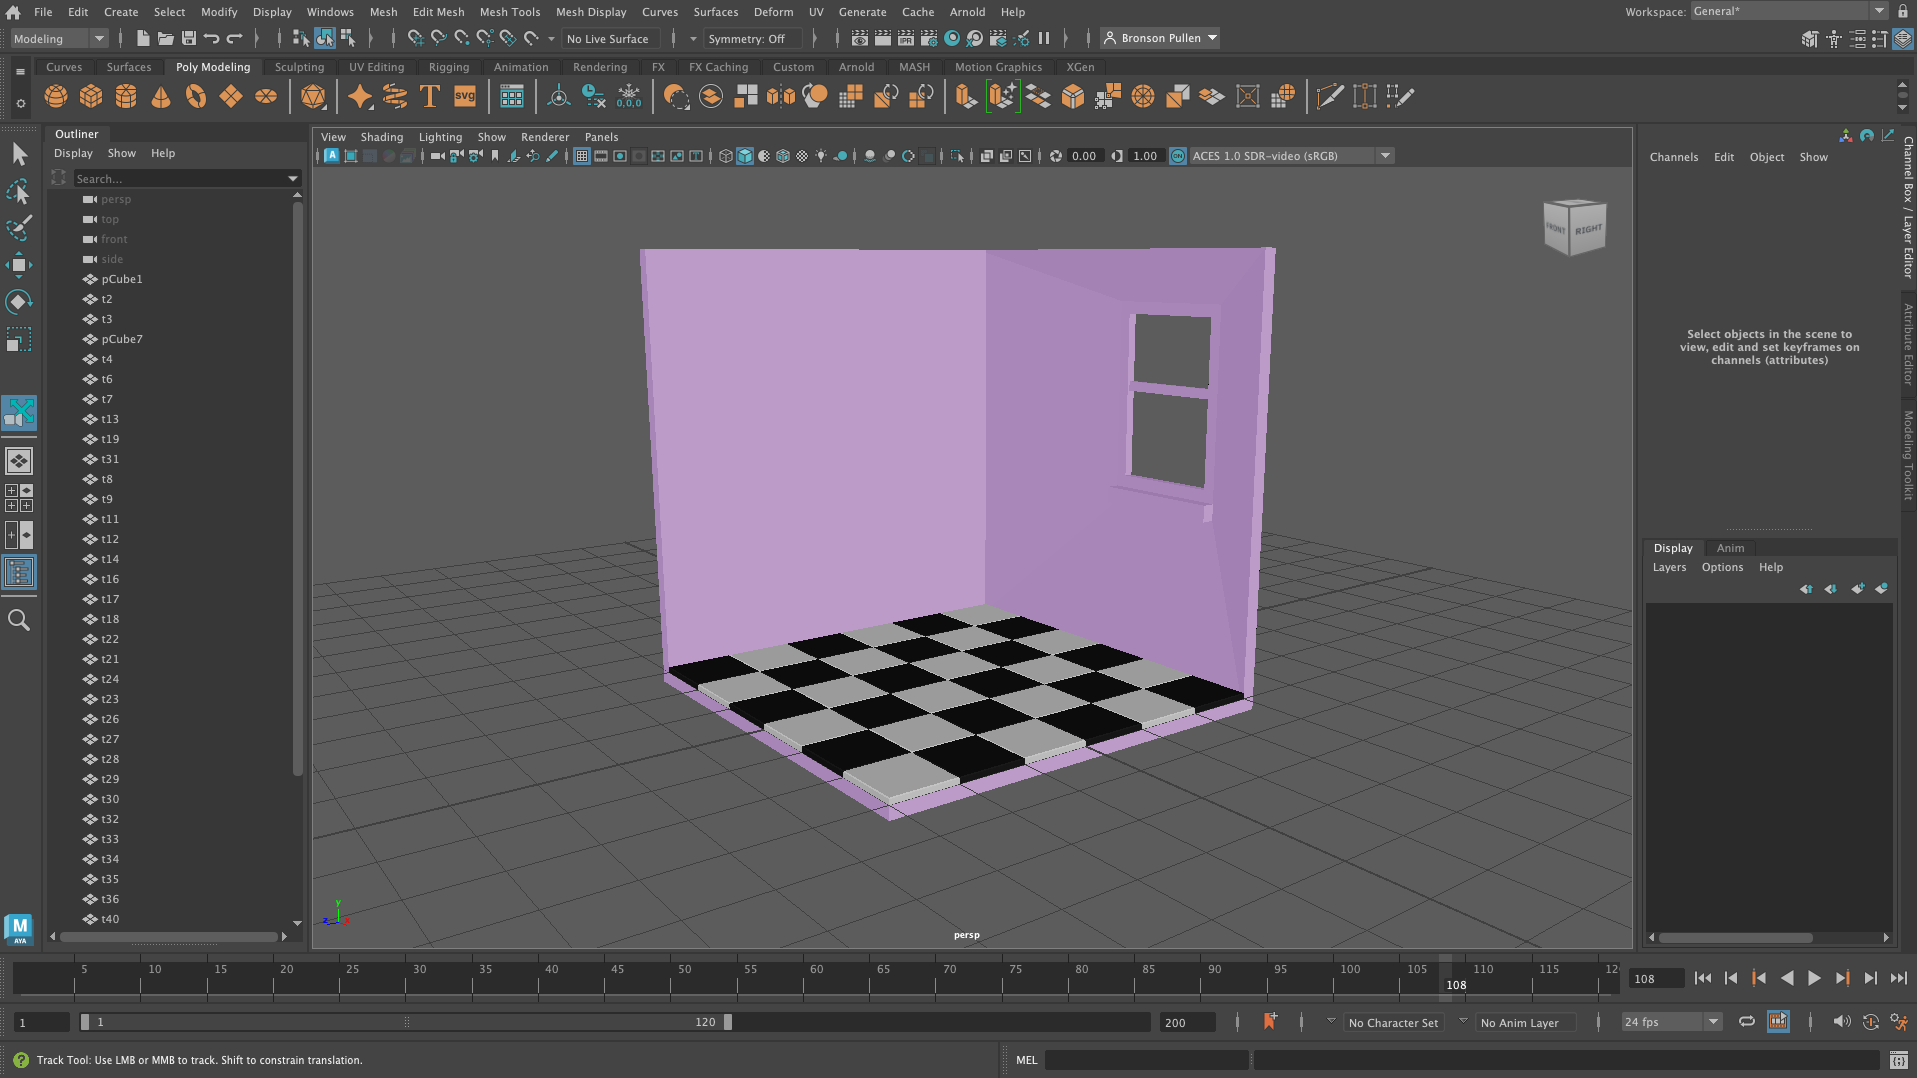 File Edit Create Select Modify Display Windows Mesh Edit Mesh Mesh Tools Mesh Display Curves Surfaces Deform UV Generate Cache Arnold Help
Workspace: General*
Modeling
No Live Surface
Symmetry: Off
Bronson Pullen
Curves Surfaces Poly Modeling Sculpting UV Editing Rigging Animation Rendering FX FX Caching Custom Arnold MASH Motion Graphics XGen
T
SVG
0,0,0
Outliner
Display Show Help
Search...
persp
top
front
side
pCube1
t2
t3
pCube7
t4
t6
t7
t13
t19
t31
t8
t9
t11
t12
t14
t16
t17
t18
t22
t21
t24
t23
t26
t27
t28
t29
t30
t32
t33
t34
t35
t36
t40
M
AYA
View Shading Lighting Show Renderer Panels
0.00
1.00
ACES 1.0 SDR-video (sRGB)
FRONT
RIGHT
y
z
x
persp
Channels Edit Object Show
Select objects in the scene to
view, edit and set keyframes on
channels (attributes)
Channel Box / Layer Editor
Attribute Editor
Modeling Toolkit
Display Anim
Layers Options Help
5 10 15 20 25 30 35 40 45 50 55 60 65 70 75 80 85 90 95 100 105 110 115 12
108
108
1
1
120
200
No Character Set
No Anim Layer
24 fps
Track Tool: Use LMB or MMB to track. Shift to constrain translation.
MEL